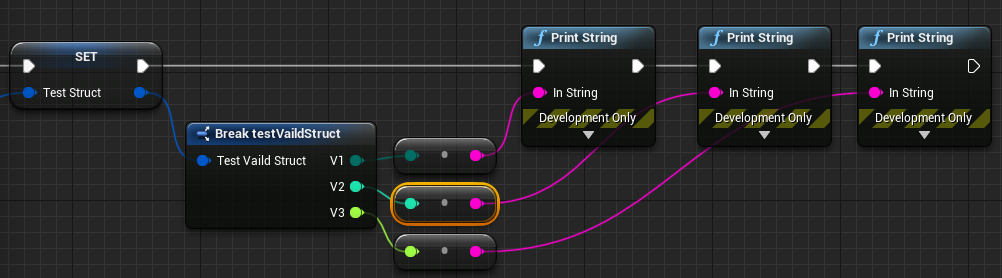 SET
Test Struct
Break testVaildStruct
Test Vaild Struct
V1
V2
V3
f Print String
In String
Development Only
f Print String
In String
Development Only
f Print String
In String
Development Only